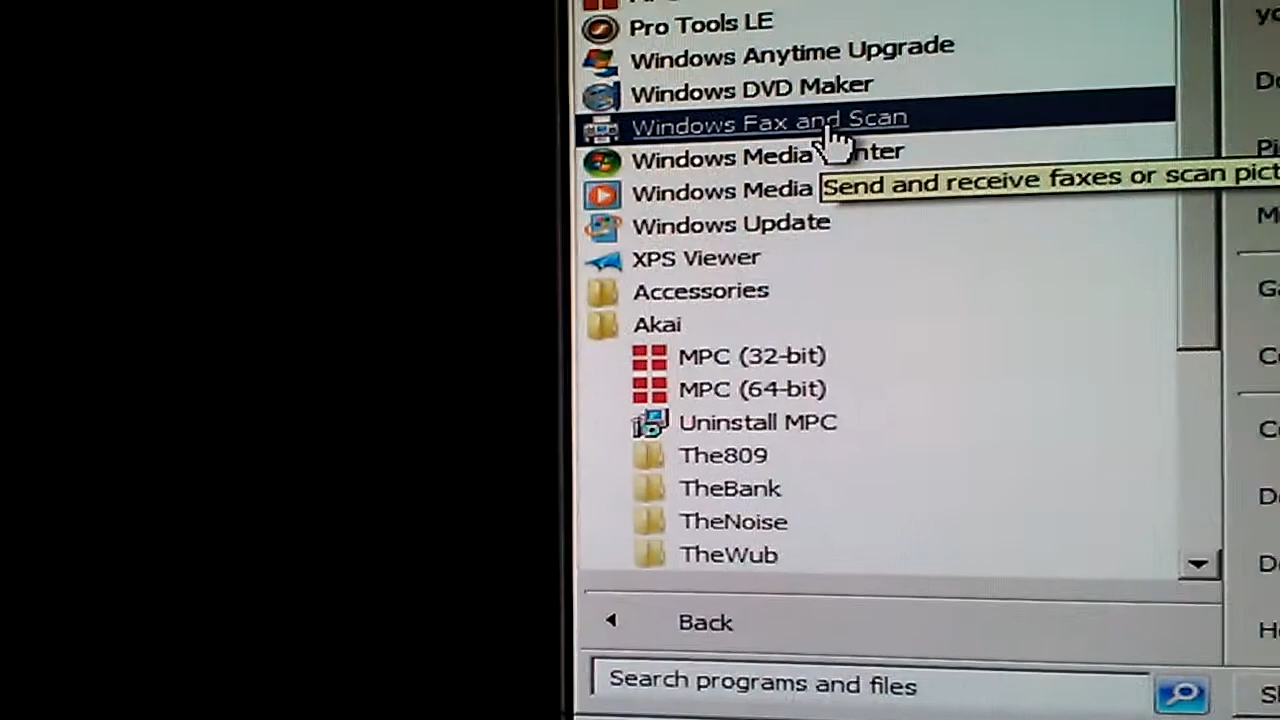 Pro Tools LE
Windows Anytime Upgrade
Windows DVD Maker
Windows Fax and Scan
Windows Media
nter
Send and receive faxes or scan pict
Windows Media
Windows Update
XPS Viewer
Accessories
Akai
MPC (32-bit)
MPC (64-bit)
Uninstall MPC
The809
TheBank
TheNoise
TheWub
Back
Search programs and files